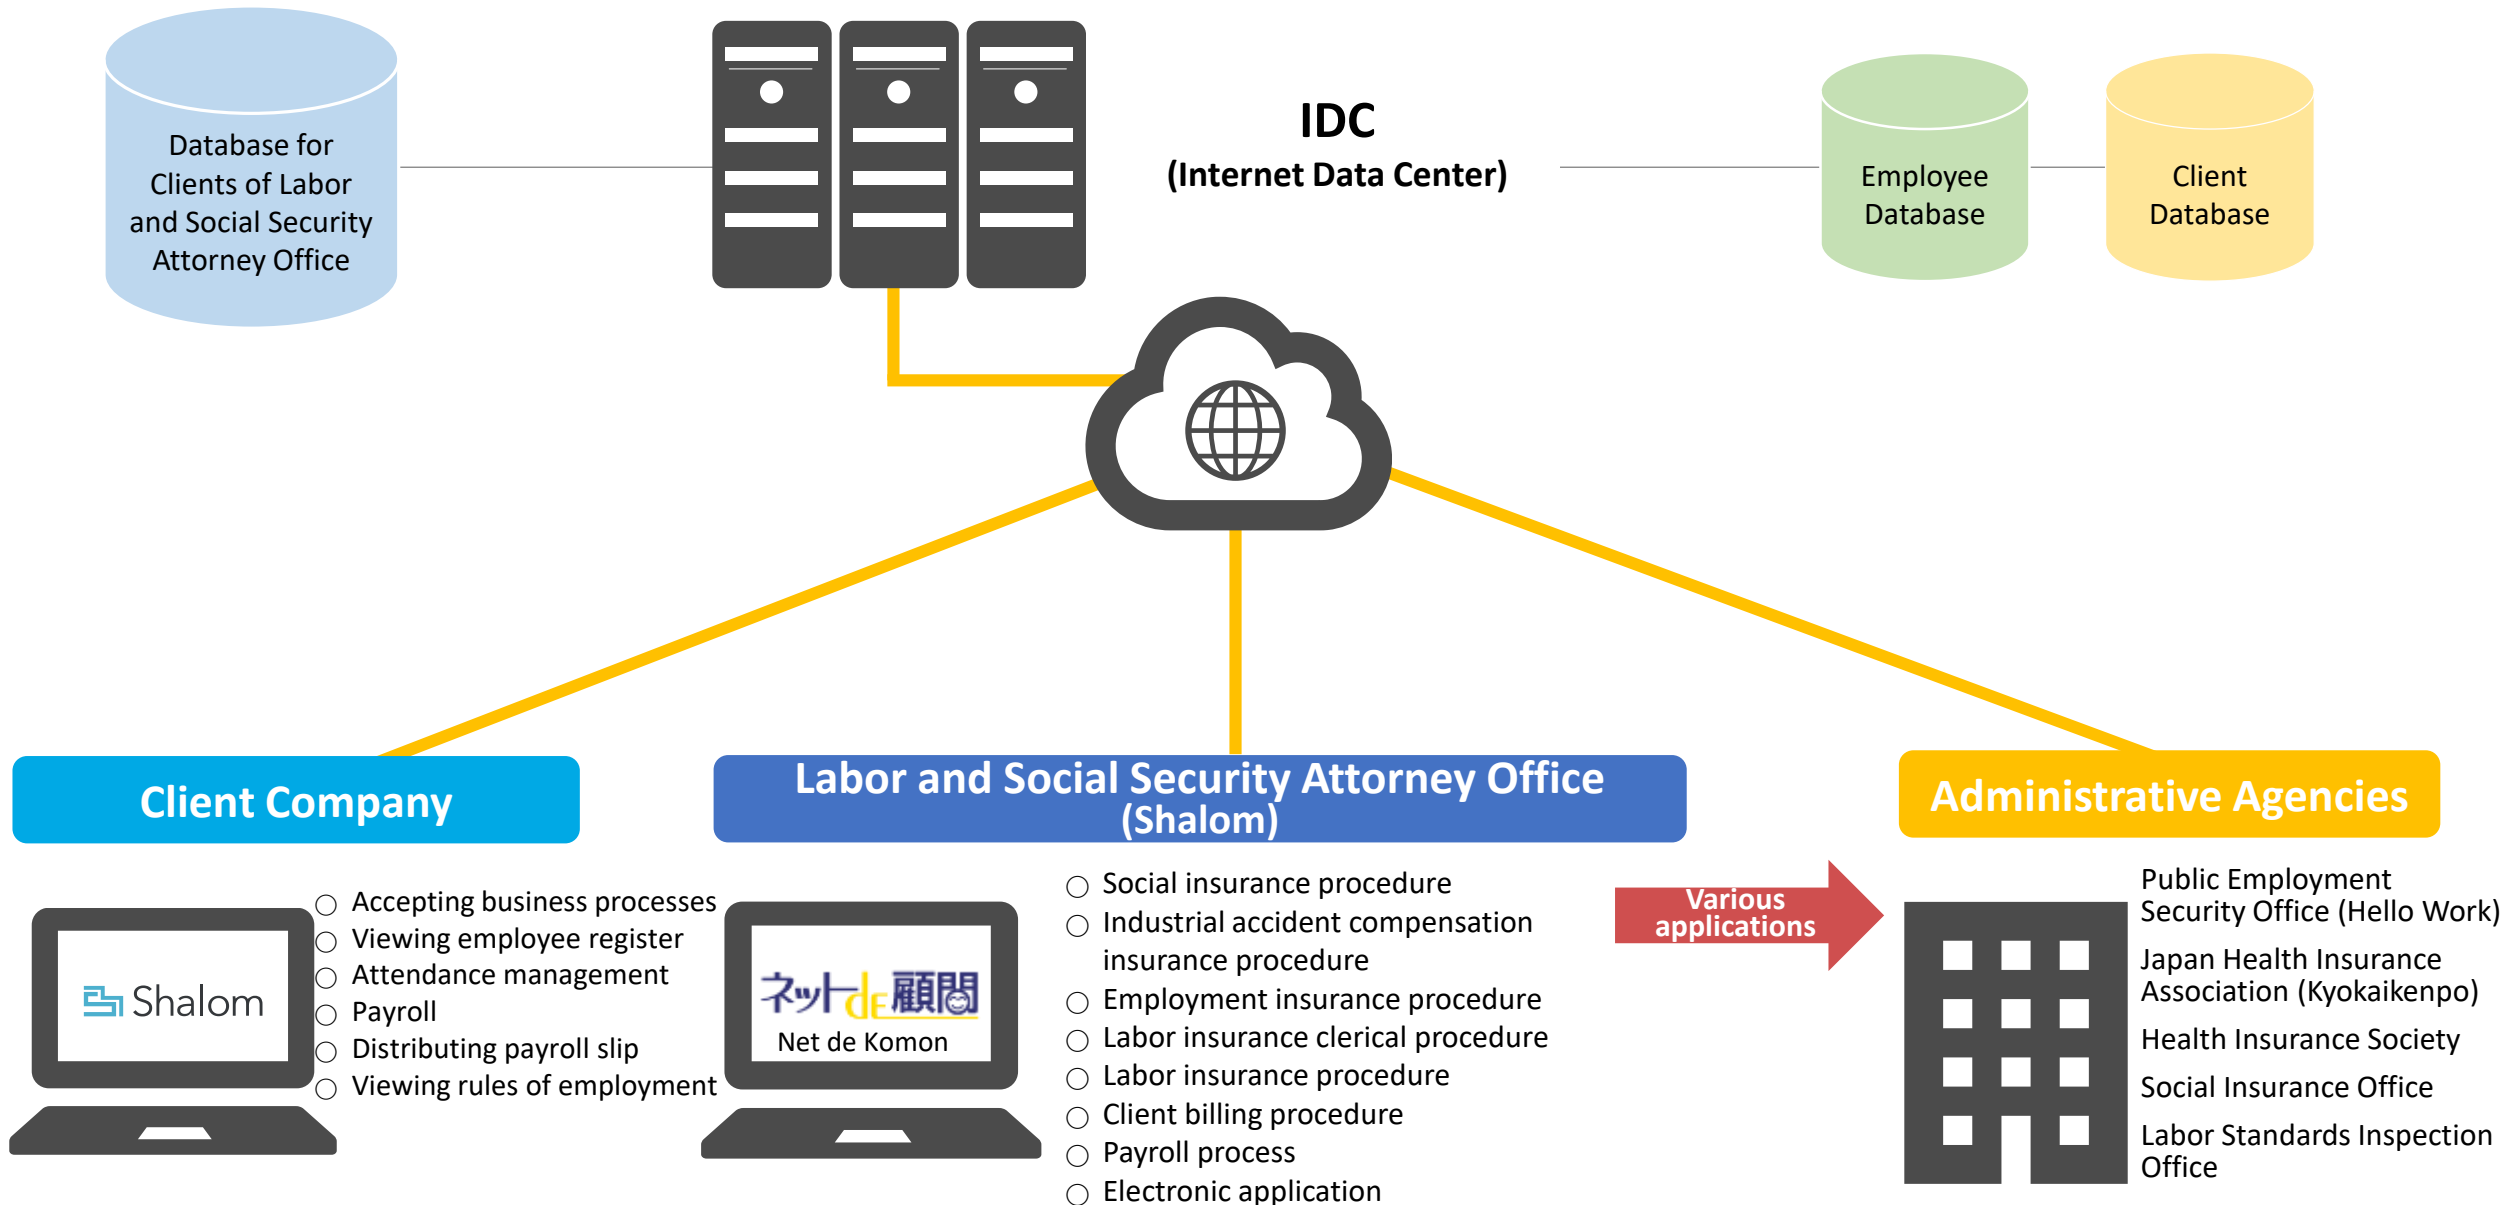 Database for
Clients of Labor
and Social Security
Attorney Office
IDC
(Internet Data Center)
Employee
Database
Client
Database
Client Company
Shalom
○ Accepting business processes
○ Viewing employee register
○ Attendance management
○ Payroll
○ Distributing payroll slip
○ Viewing rules of employment
Labor and Social Security Attorney Office
(Shalom)
ネットdE顧問
Net de Komon
○ Social insurance procedure
○ Industrial accident compensation
insurance procedure
○ Employment insurance procedure
○ Labor insurance clerical procedure
○ Labor insurance procedure
○ Client billing procedure
○ Payroll process
○ Electronic application
Various
applications
Administrative Agencies
Public Employment
Security Office (Hello Work)
Japan Health Insurance
Association (Kyokaikenpo)
Health Insurance Society
Social Insurance Office
Labor Standards Inspection
Office